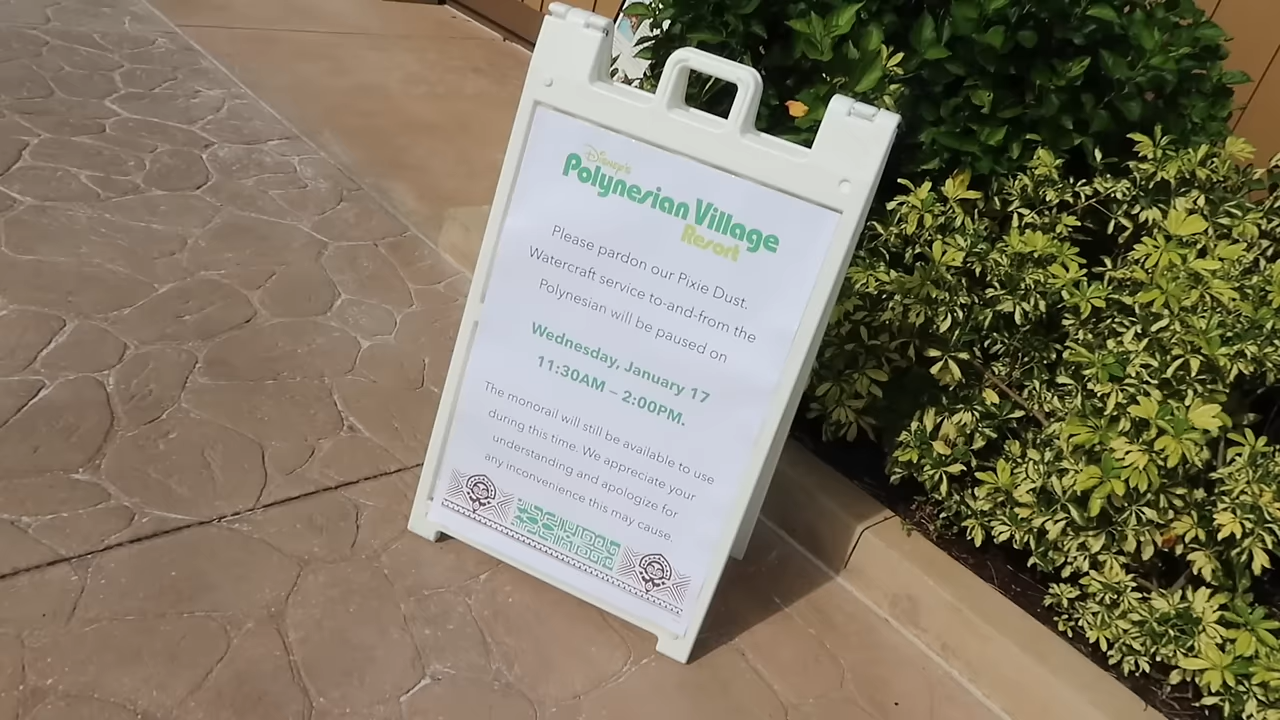 Disney's
Polynesian Village
Resort
Please pardon our Pixie Dust.
Watercraft service to-and-from the
Polynesian will be paused on
Wednesday, January 17
11:30AM – 2:00PM.
The monorail will still be available to use
during this time. We appreciate your
understanding and apologize for
any inconvenience this may cause.